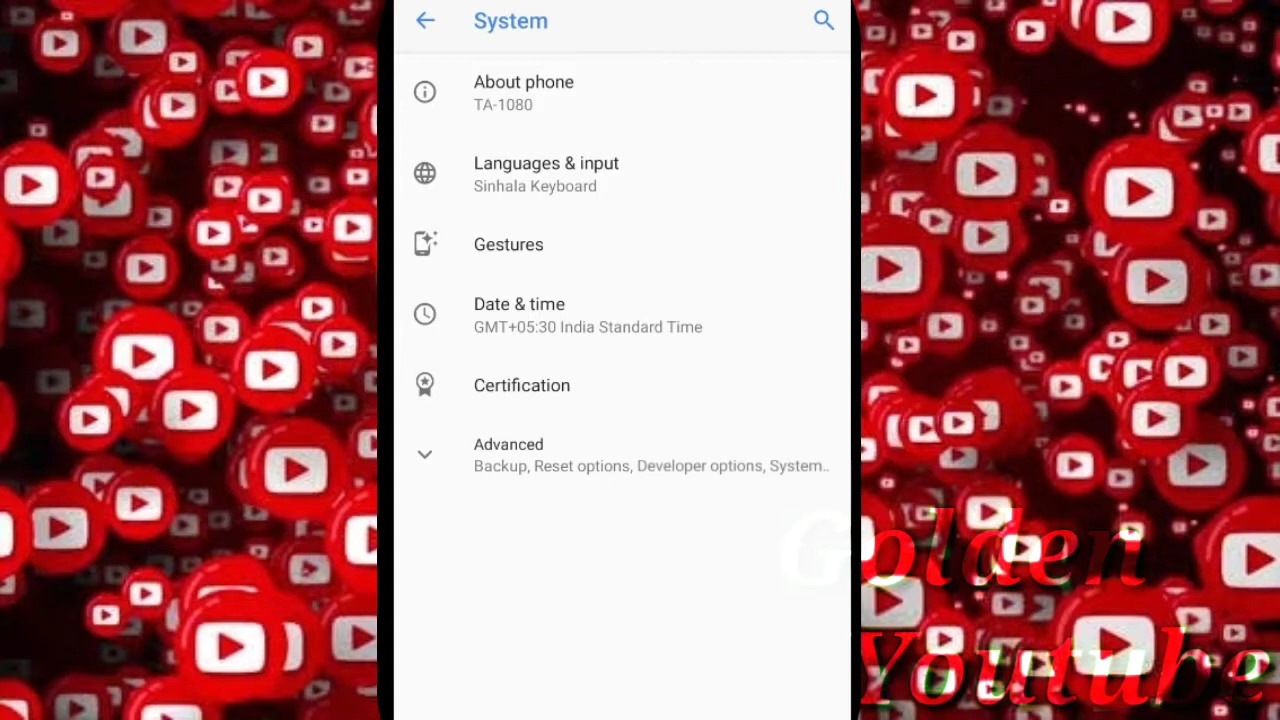 System
About phone
TA-1080
Languages & input
Sinhala Keyboard
Gestures
Date & time
GMT+05:30 India Standard Time
Certification
Advanced
Backup, Reset options, Developer options, System..
Golden
Youtube